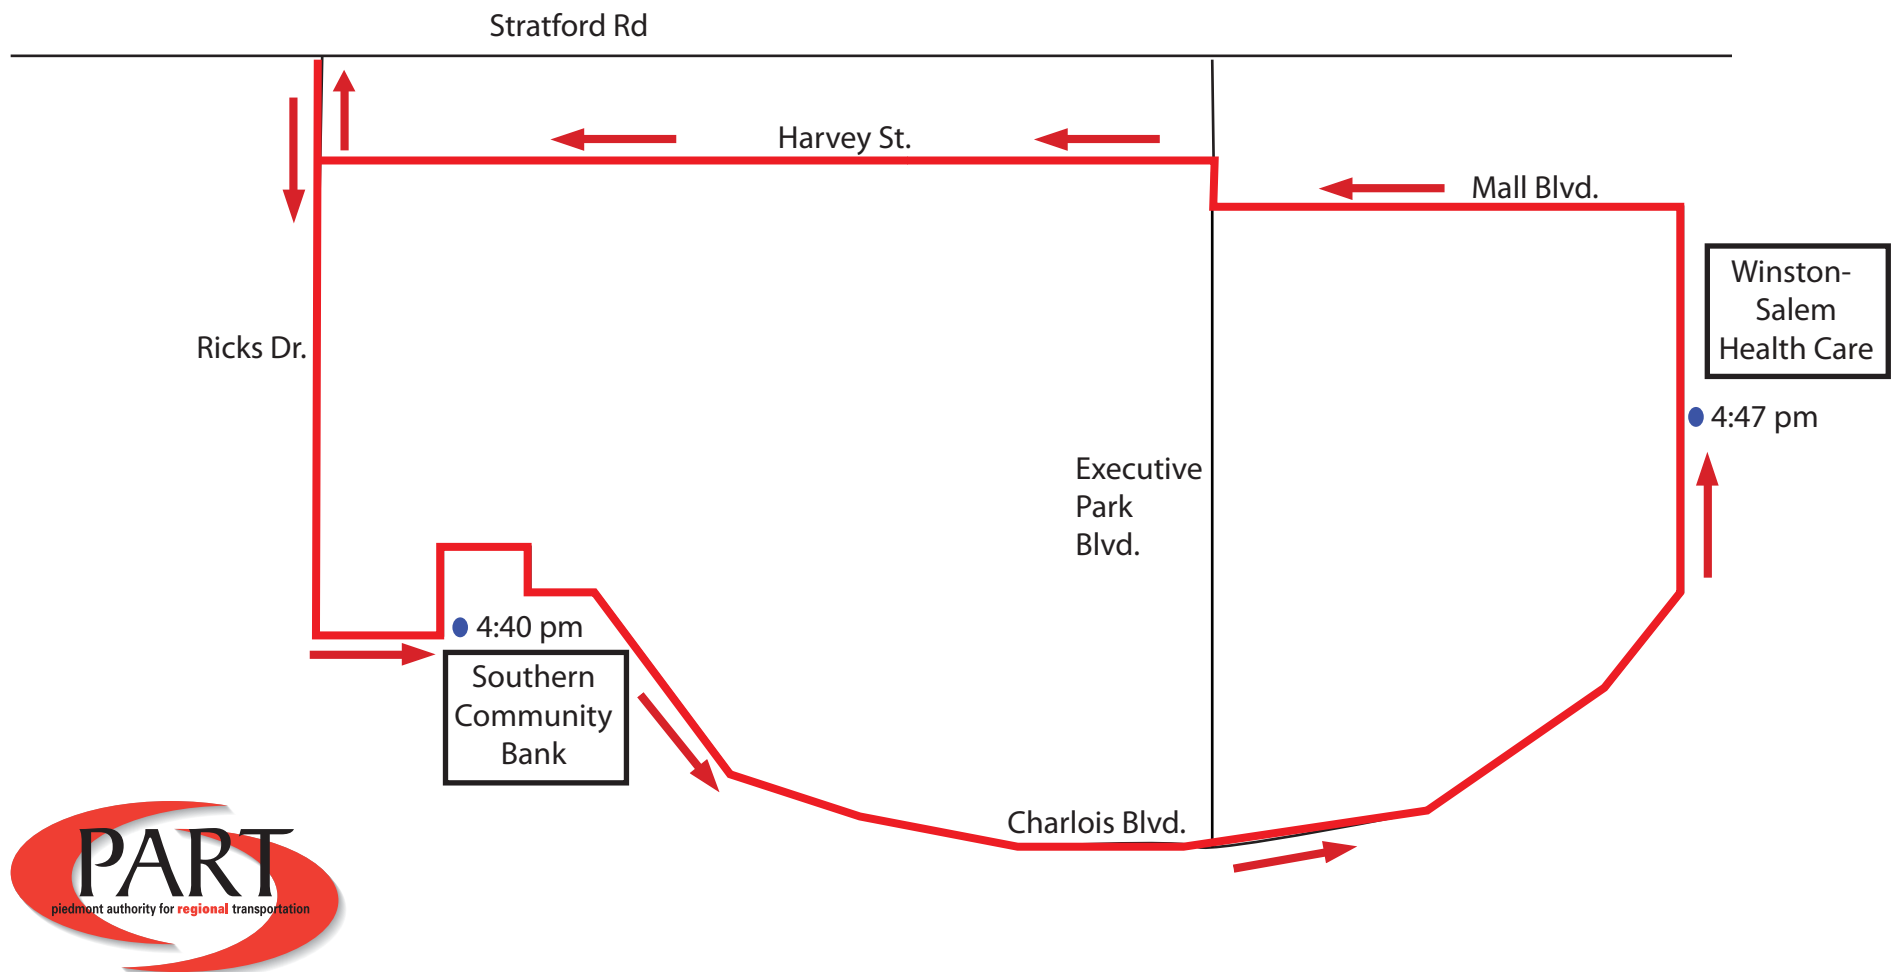 Stratford Rd
Harvey St.
Mall Blvd.
Winston-
Salem
Health Care
Ricks Dr.
4:47 pm
Executive
Park
Blvd.
4:40 pm
Southern
Community
Bank
Charlois Blvd.
PART
piedmont authority for regional transportation